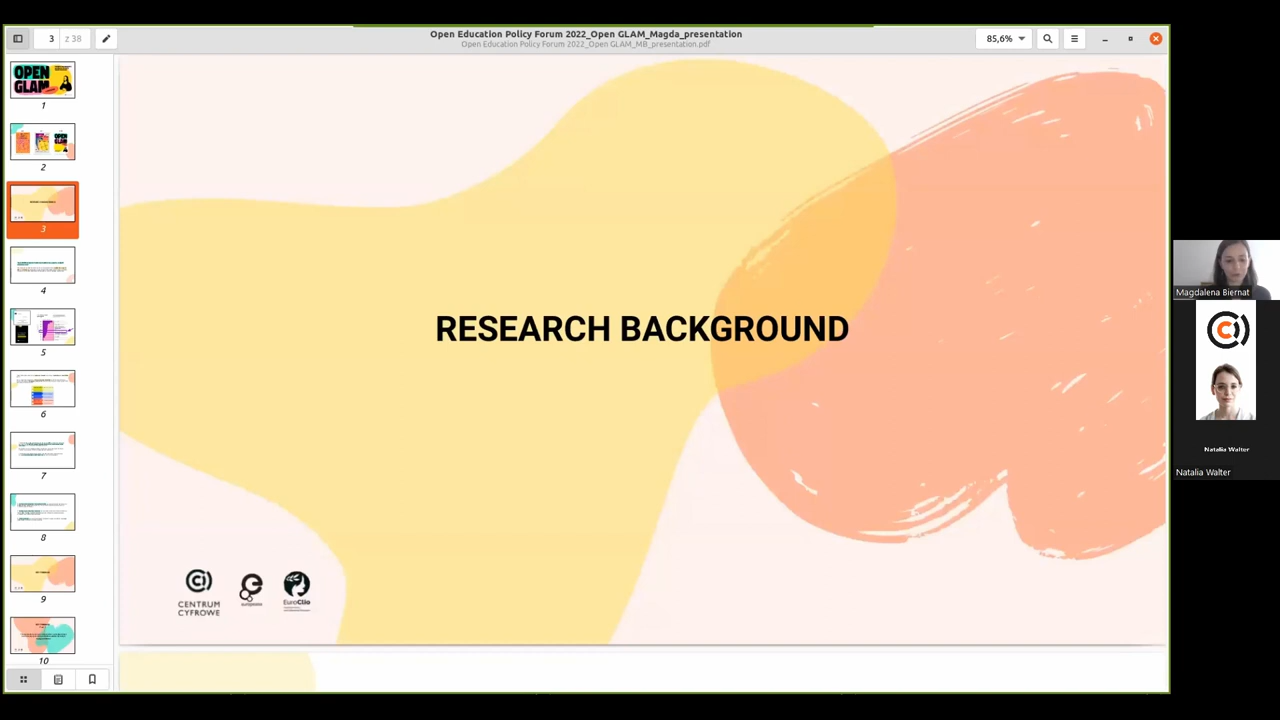 3
z 38
Open Education Policy Forum 2022_Open GLAM_Magda_presentation
Open Education Policy Forum 2022_Open GLAM_MB_presentation.pdf
85,6%
OPEN
GLAM
1
2
3
4
5
6
7
8
9
10
RESEARCH BACKGROUND
CENTRUM
CYFROWE
europeana
EuroClio
Magdalena Biernat
Natalia Walter
Natalia Walter